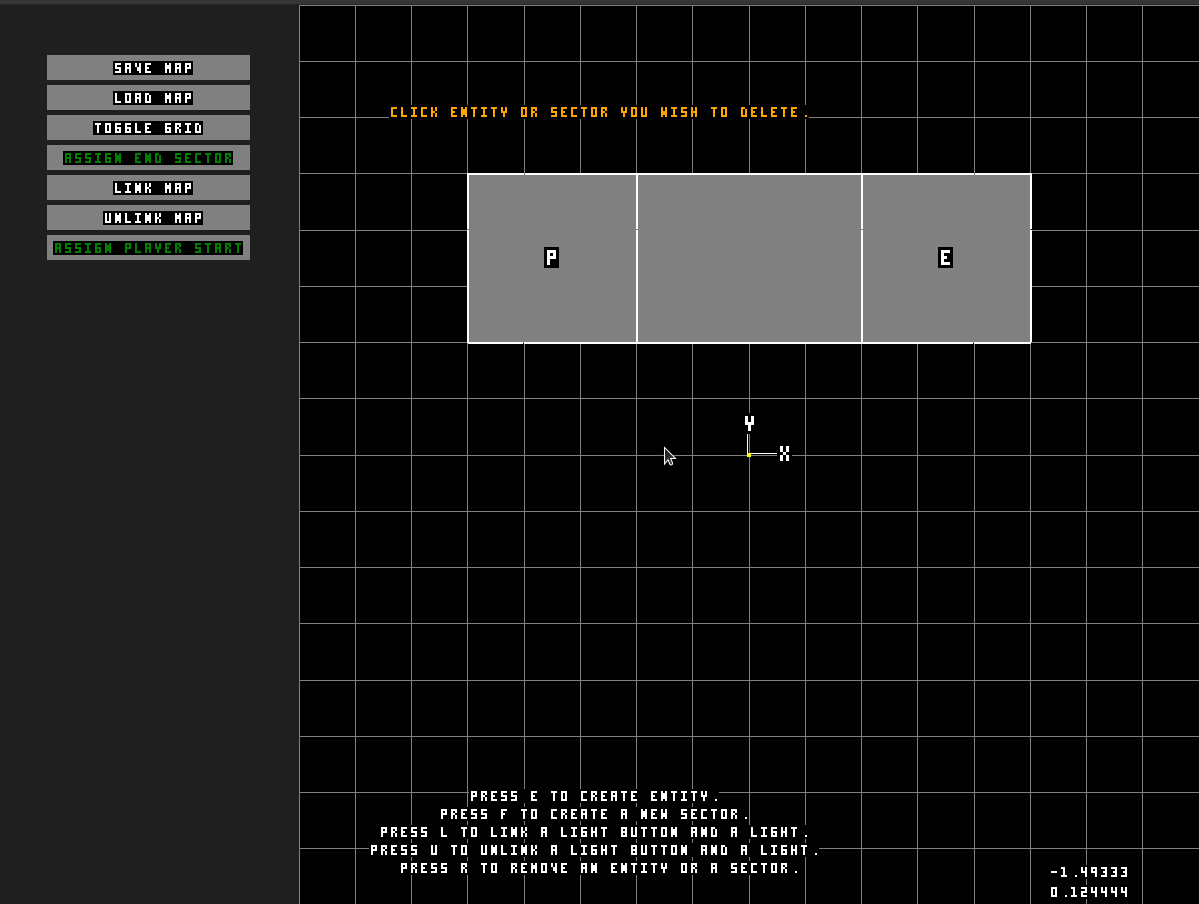 SAVE MAP
LOAD MAP
TOGGLE GRID
ASSIGN END SECTOR
LINK MAP
UNLINK MAP
ASSIGN PLAYER START
CLICK ENTITY OR SECTOR YOU WISH TO DELETE.
P
E
Y
X
PRESS E TO CREATE ENTITY.
PRESS F TO CREATE A NEW SECTOR.
PRESS L TO LINK A LIGHT BUTTON AND A LIGHT.
PRESS U TO UNLINK A LIGHT BUTTON AND A LIGHT.
PRESS R TO REMOVE AN ENTITY OR A SECTOR.
-1.49333
0.124444